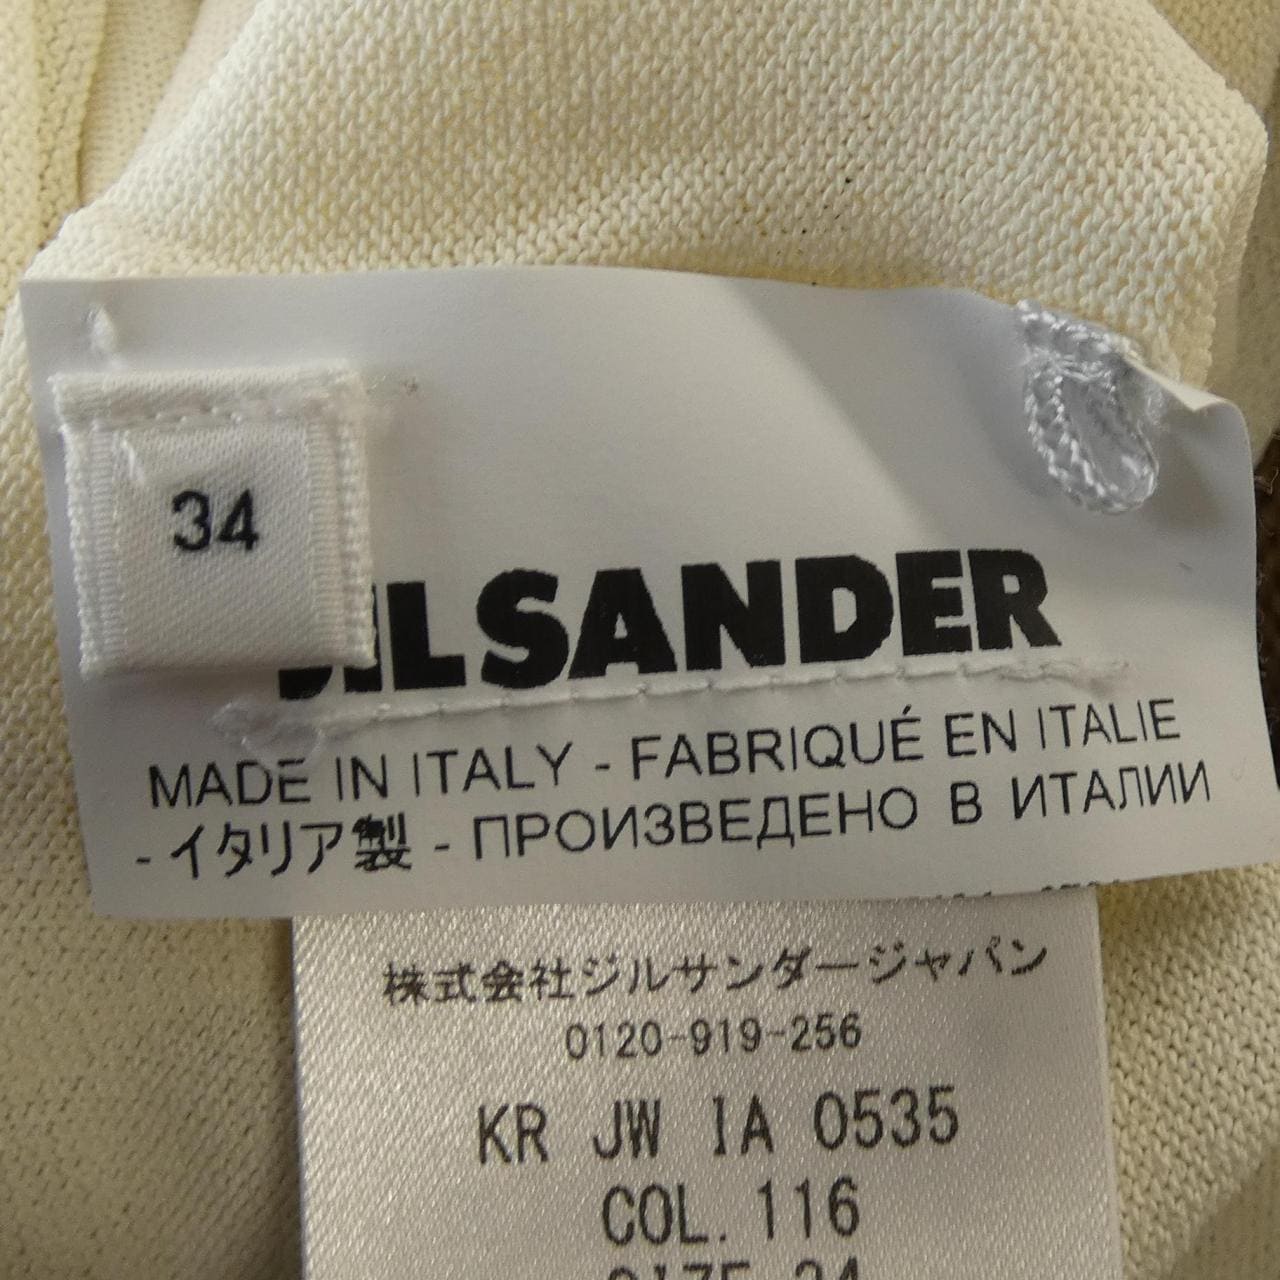 34
JIL SANDER
MADE IN ITALY - FABRIQUÉ EN ITALIE
- イタリア製 - ПРОИЗВЕДЕНО В ИТАЛИИ
株式会社ジルサンダージャパン
0120-919-256
KR JW IA 0535
COL. 116
SIZE 34